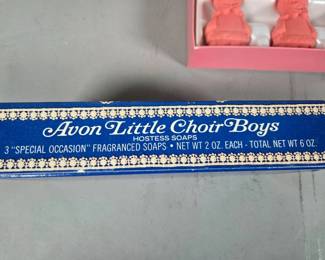 Avon Little Choir Boys
HOSTESS SOAPS
3 "SPECIAL OCCASION" FRAGRANCED SOAPS • NET WT 2 OZ. EACH - TOTAL NET WT 6 OZ.